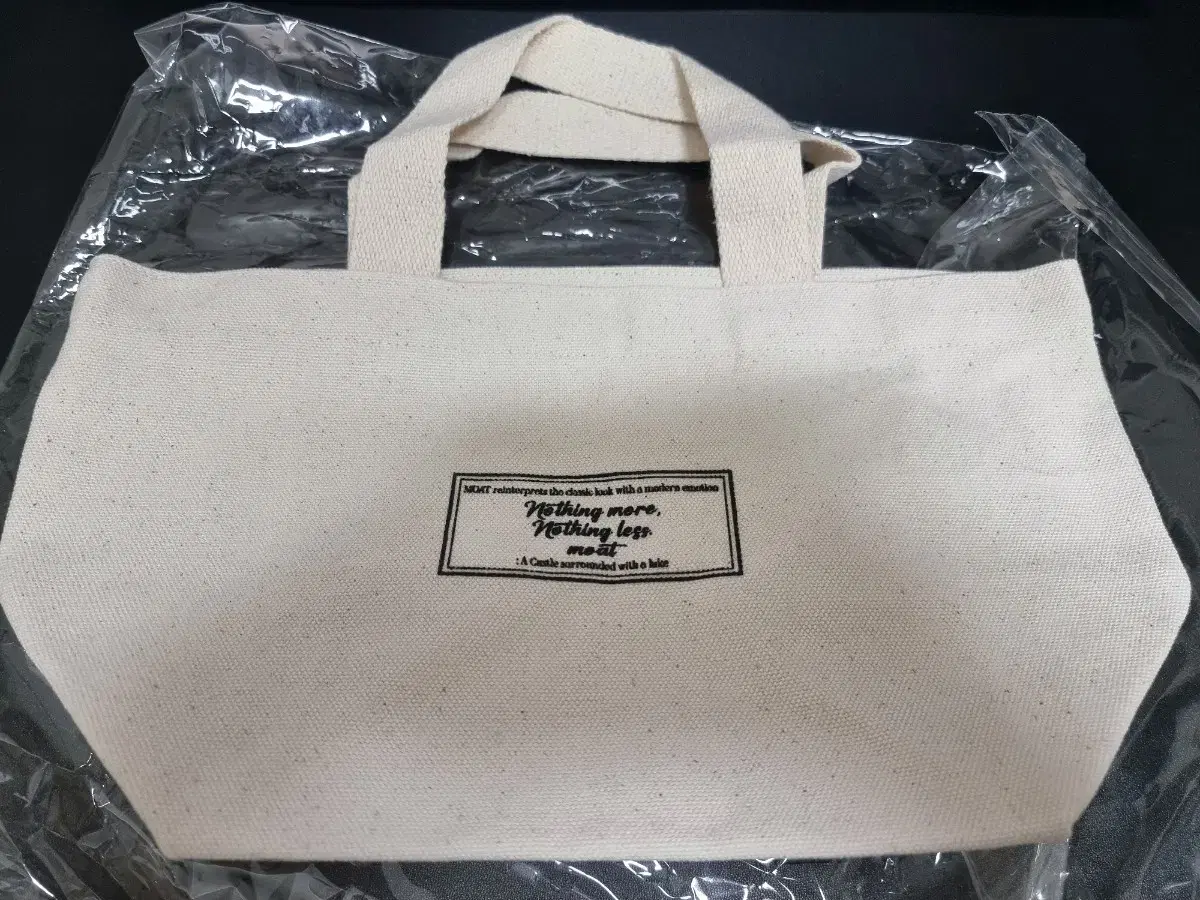 MOAT reinterprets the classic look with a modern emotion
Nothing more,
Nothing less.
moat
: A Castle surrounded with a lake